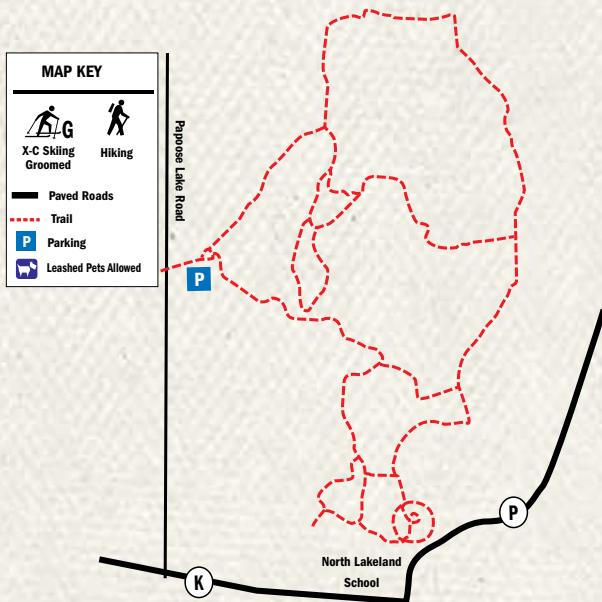 MAP KEY
G
X-C Skiing
Groomed
Hiking
Paved Roads
Trail
P
Parking
Leashed Pets Allowed
Papoose Lake Road
P
P
North Lakeland
School
K